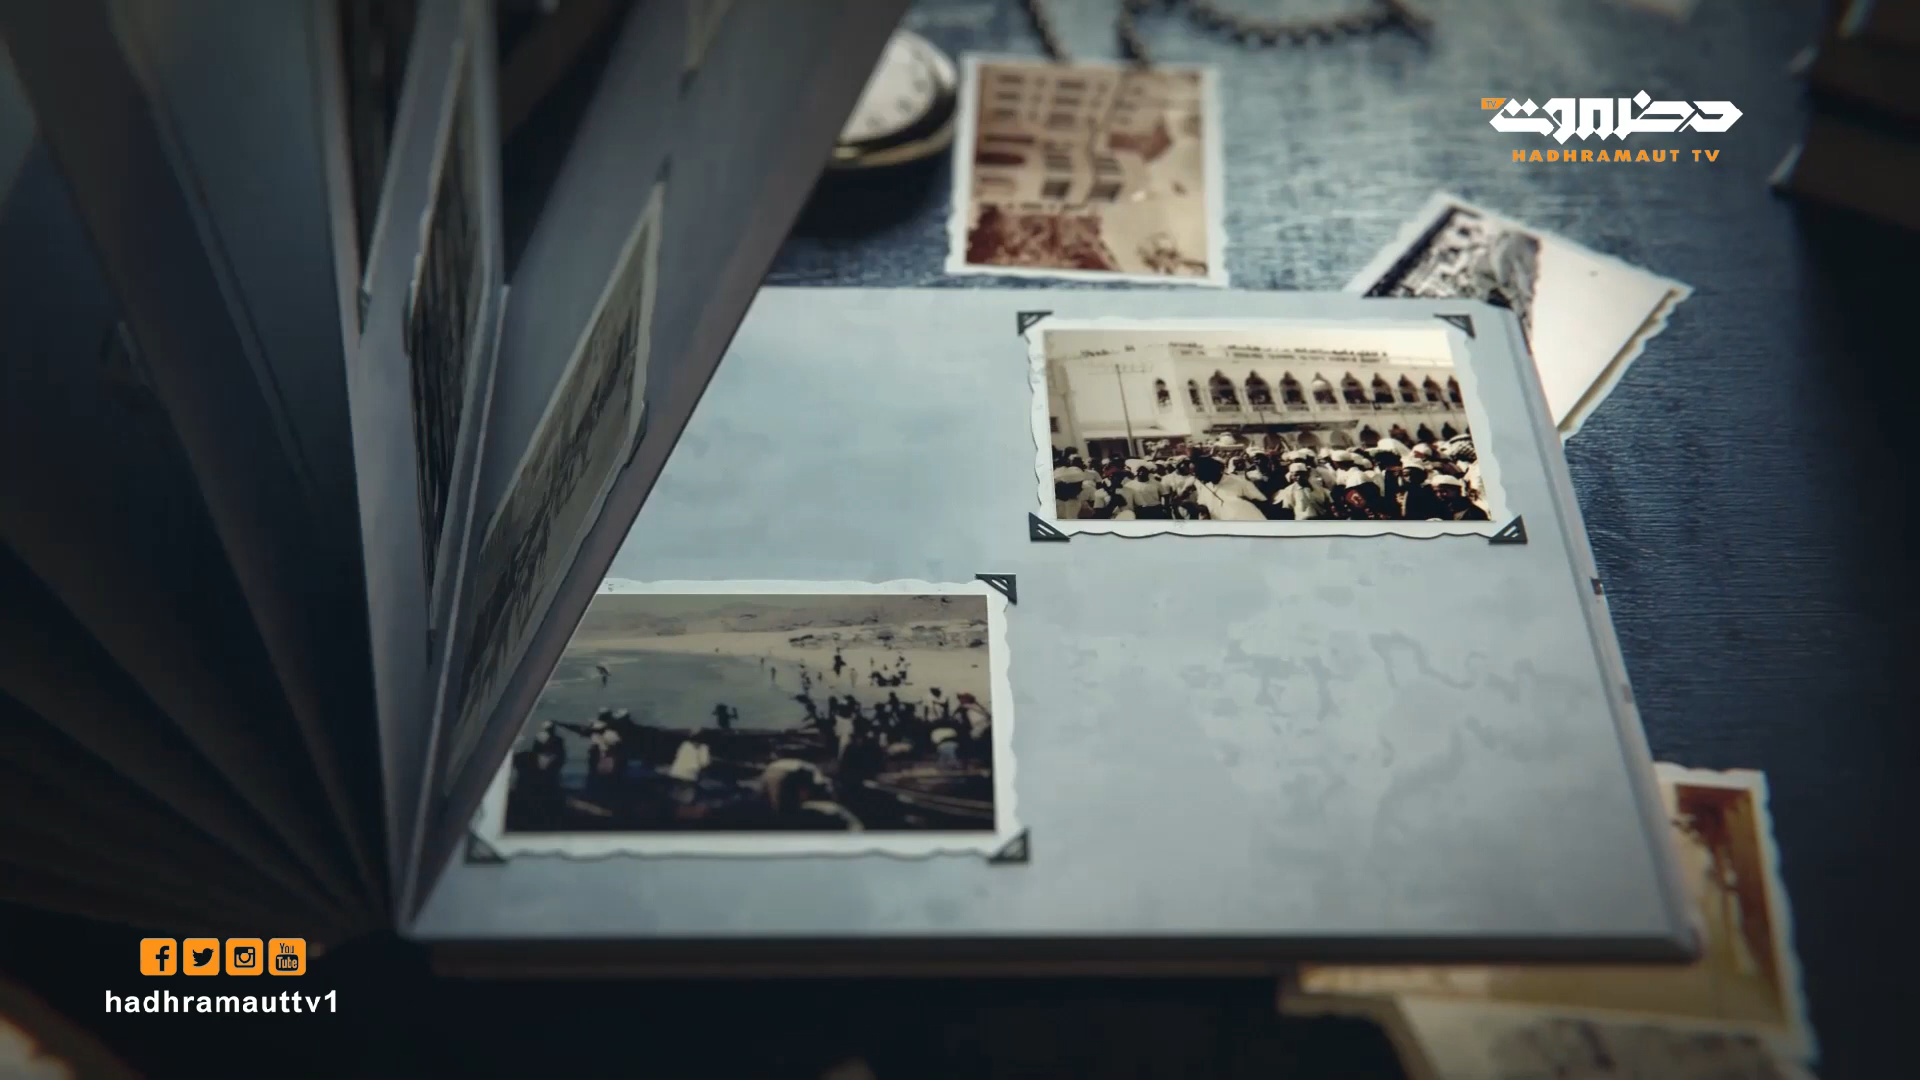 TV
حضرموت
HADHRAMAUT TV
You
Tube
hadhramauttv1